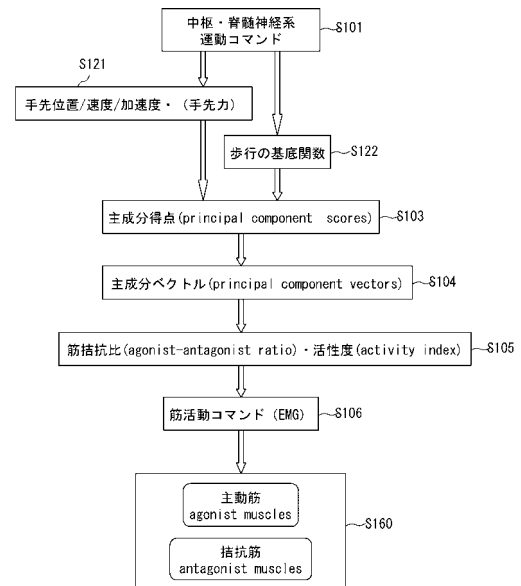 中枢・脊髄神経系
運動コマンド
S101
S121
手先位置/速度/加速度・（手先力）
歩行の基底関数
S122
主成分得点(principal component scores)
S103
主成分ベクトル(principal component vectors)
S104
筋拮抗比(agonist-antagonist ratio)・活性度(activity index)
S105
筋活動コマンド（EMG）
S106
主動筋
agonist muscles
S160
拮抗筋
antagonist muscles